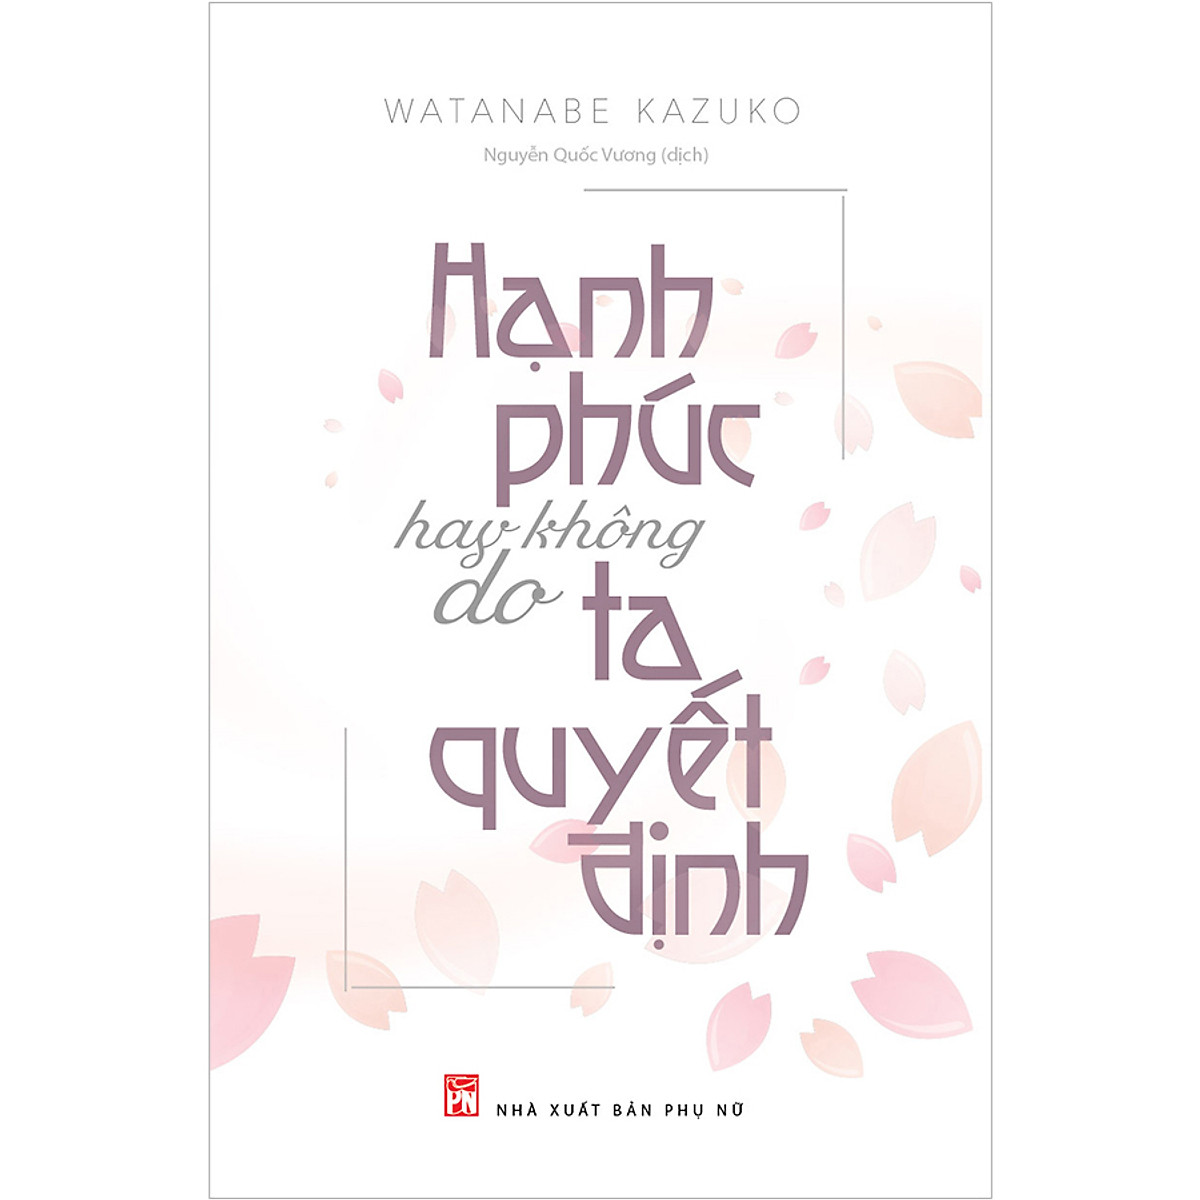 WATANABE KAZUKO
Nguyễn Quốc Vương (dịch)
Hạnh
phúc
hay không
do ta
quyết
định
PN
NHÀ XUẤT BẢN PHỤ NỮ